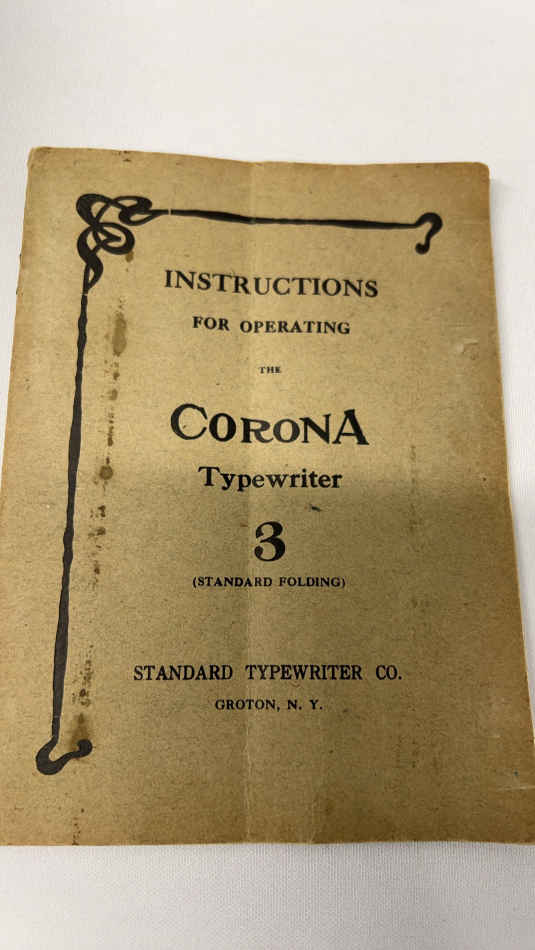 INSTRUCTIONS
FOR OPERATING
THE
CORONA
Typewriter
3
(STANDARD FOLDING)
STANDARD TYPEWRITER CO.
GROTON, N. Y.